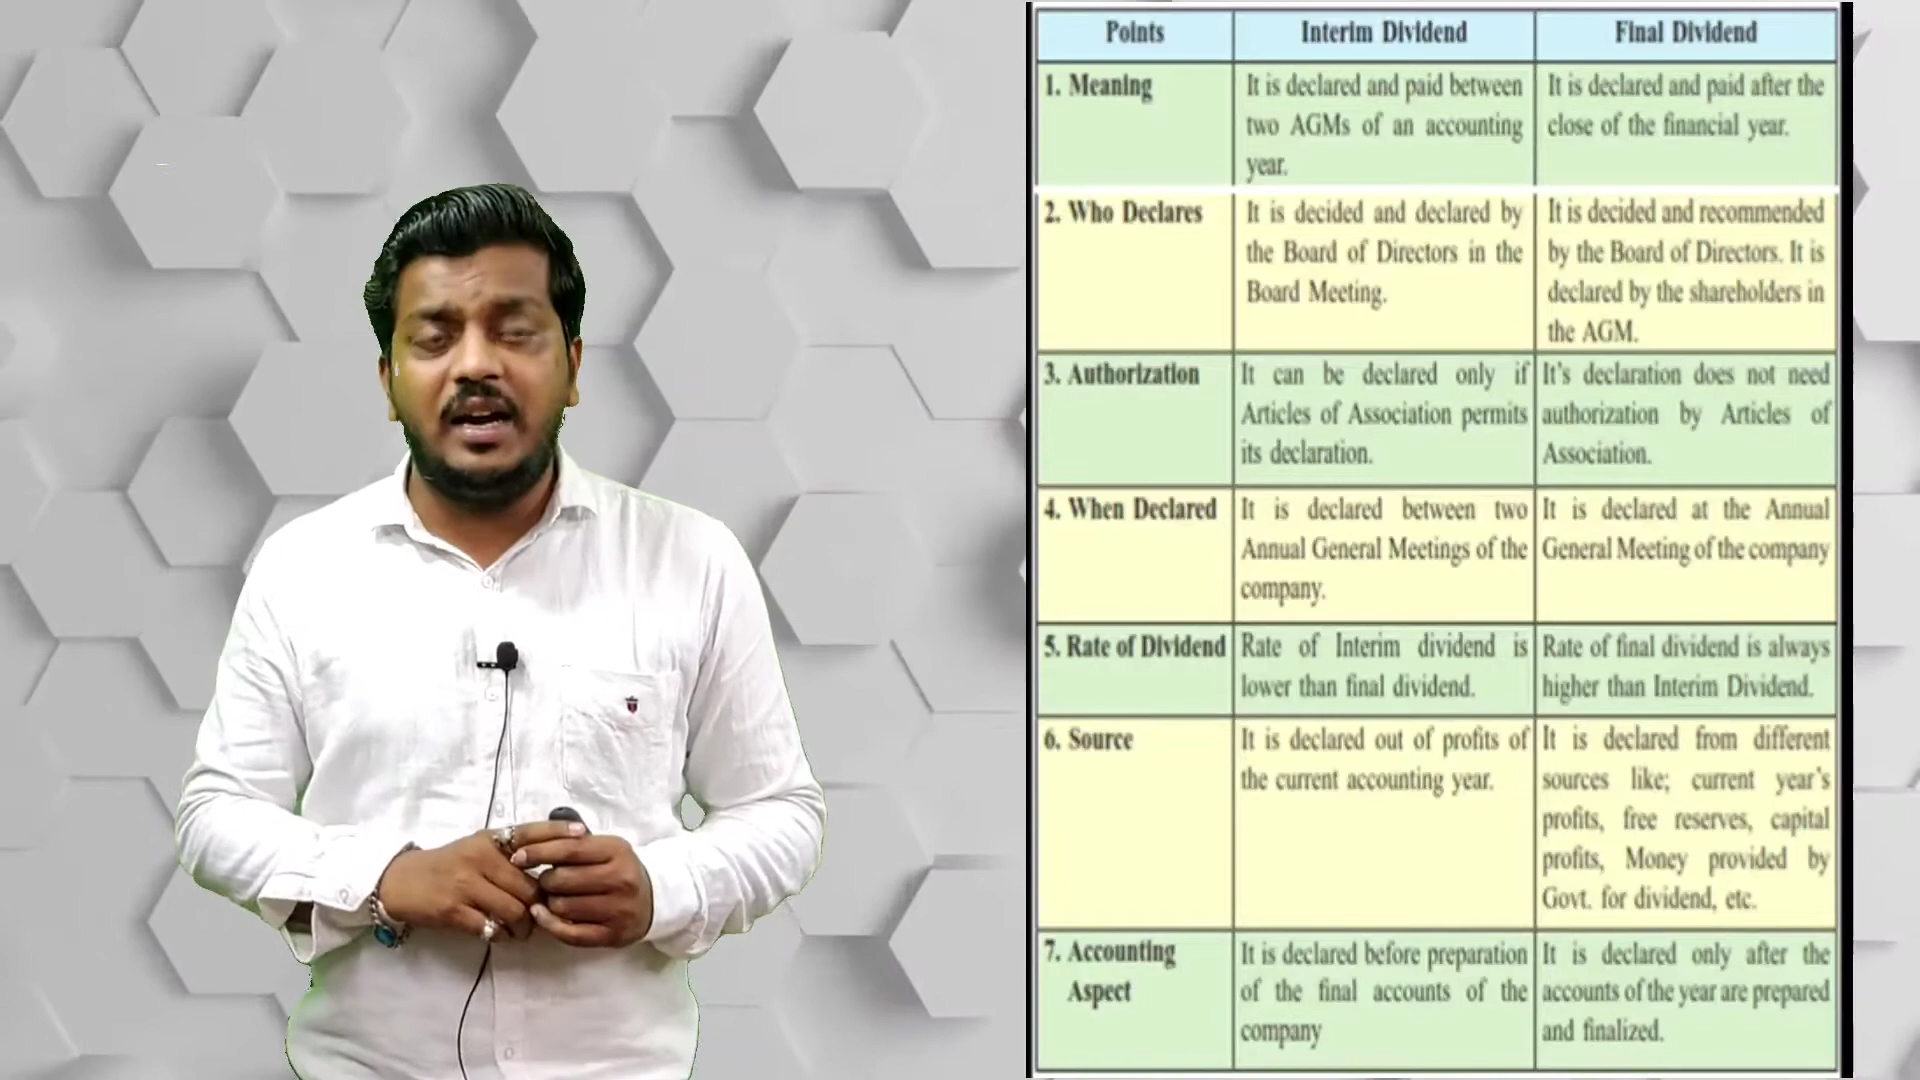 Points Interim Dividend Final Dividend
1. Meaning
It is declared and paid between
two AGMs of an accounting
year.
It is declared and paid after the
close of the financial year.
2. Who Declares
It is decided and declared by
the Board of Directors in the
Board Meeting.
It is decided and recommended
by the Board of Directors. It is
declared by the shareholders in
the AGM.
3. Authorization
It can be declared only if
Articles of Association permits
its declaration.
It's declaration does not need
authorization by Articles of
Association.
4. When Declared
It is declared between two
Annual General Meetings of the
company.
It is declared at the Annual
General Meeting of the company
5. Rate of Dividend
Rate of Interim dividend is
lower than final dividend.
Rate of final dividend is always
higher than Interim Dividend.
6. Source
It is declared out of profits of
the current accounting year.
It is declared from different
sources like; current year's
profits, free reserves, capital
profits, Money provided by
Govt. for dividend, etc.
7. Accounting
Aspect
It is declared before preparation
of the final accounts of the
company
It is declared only after the
accounts of the year are prepared
and finalized.